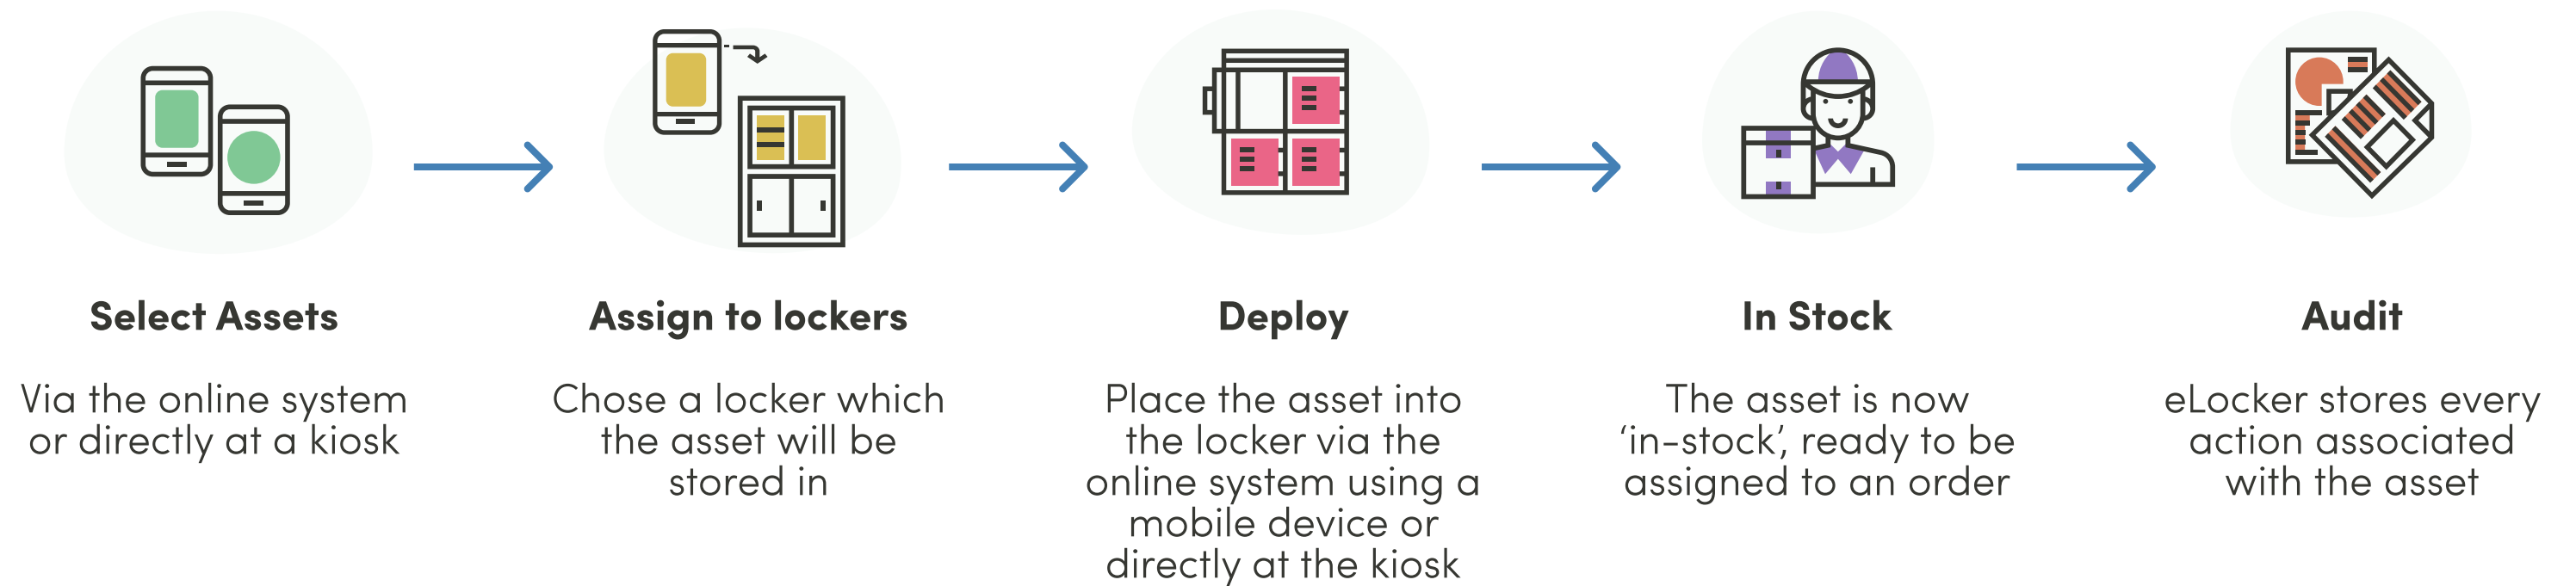 Select Assets
Via the online system
or directly at a kiosk
Assign to lockers
Chose a locker which
the asset will be
stored in
Deploy
Place the asset into
the locker via the
online system using a
mobile device or
directly at the kiosk
In Stock
The asset is now
‘in-stock’, ready to be
assigned to an order
Audit
eLocker stores every
action associated
with the asset